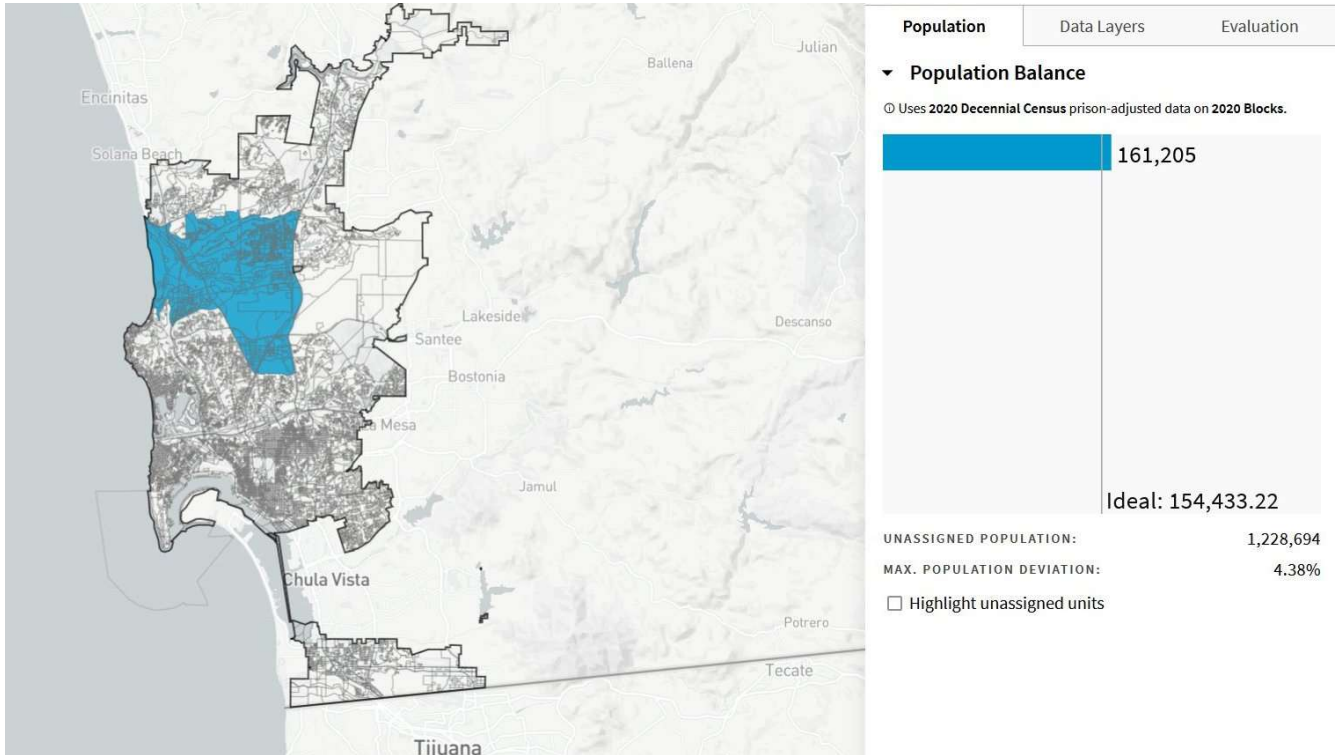 Population
Data Layers
Evaluation
Population Balance
Uses 2020 Decennial Census prison-adjusted data on 2020 Blocks.
161,205
Ideal: 154,433.22
UNASSIGNED POPULATION: 1,228,694
MAX. POPULATION DEVIATION: 4.38%
Highlight unassigned units
Julian
Ballena
Encinitas
Solana Beach
Lakeside
Descanso
Santee
Bostonia
Mesa
Jamul
Chula Vista
Potrero
Tecate
Tijuana